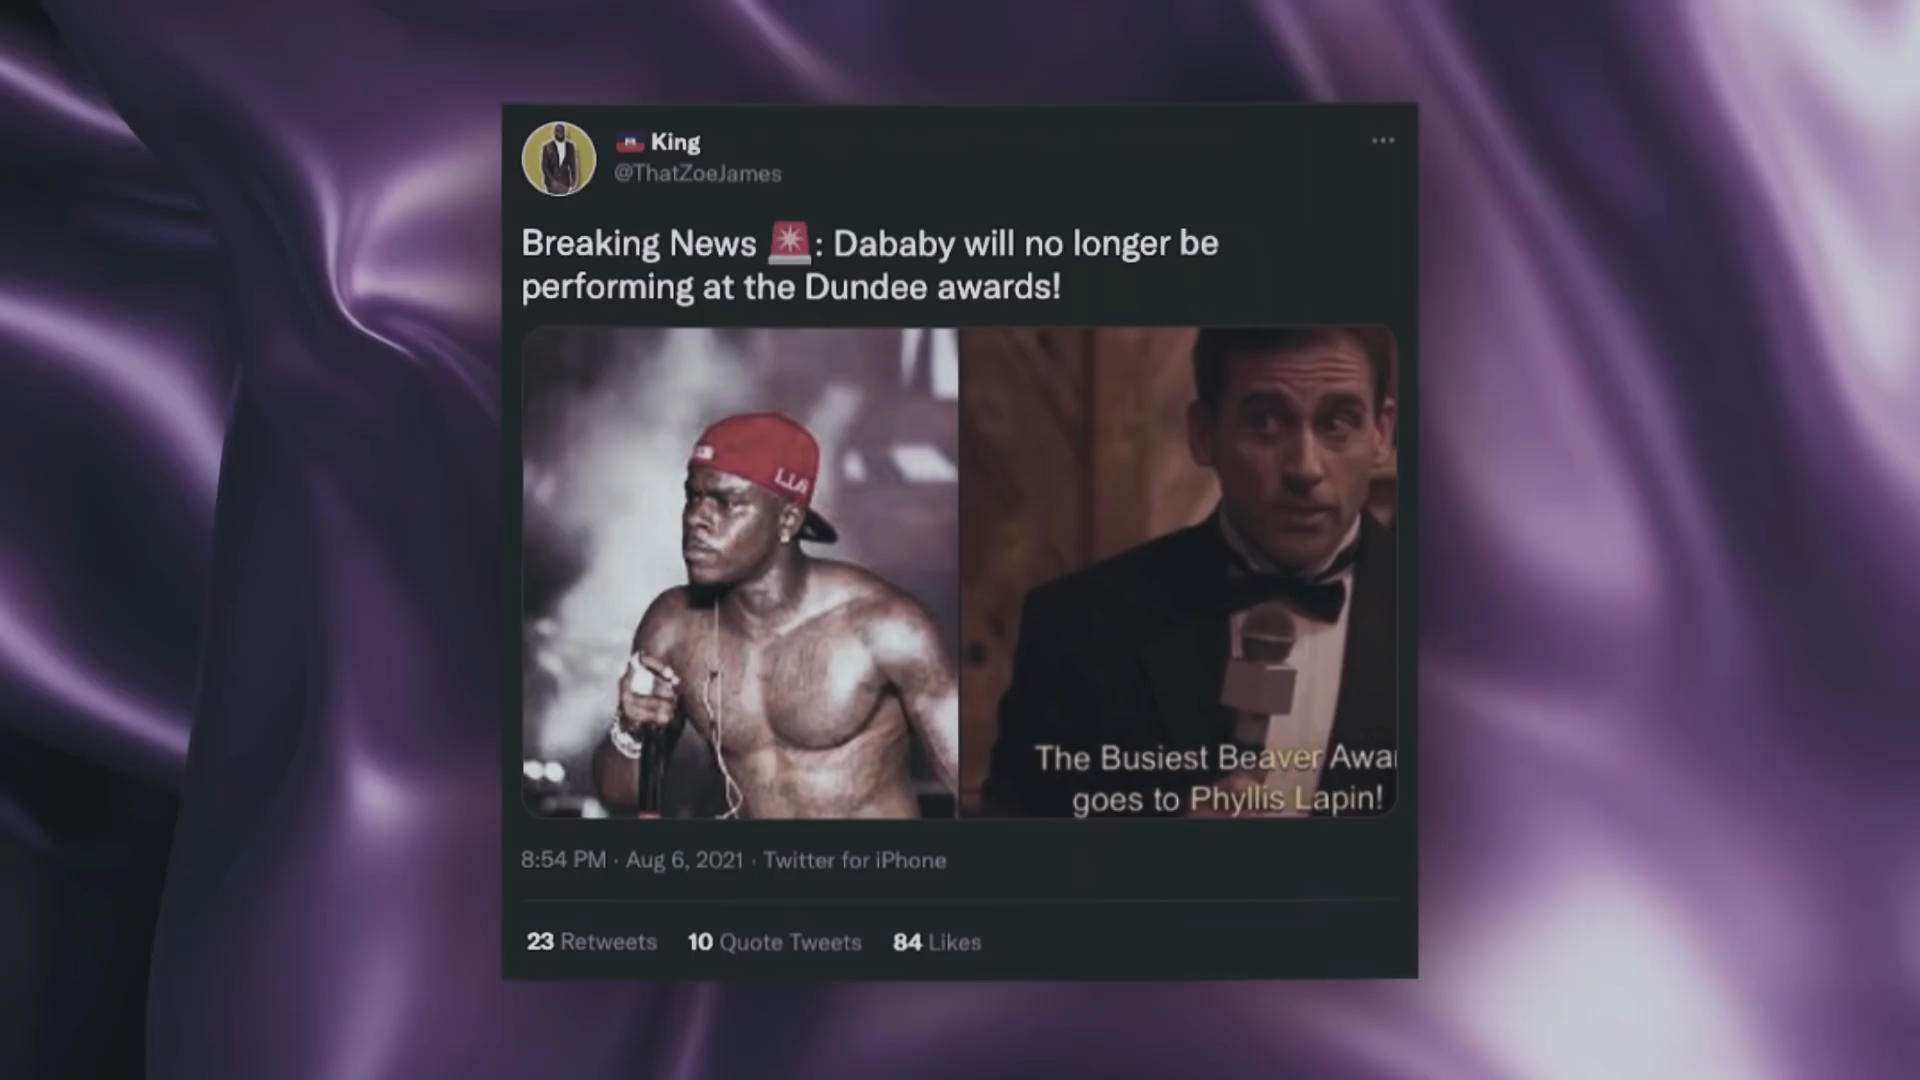 King
@ThatZoeJames
Breaking News 🚨: Dababy will no longer be
performing at the Dundee awards!
The Busiest Beaver Awar
goes to Phyllis Lapin!
8:54 PM · Aug 6, 2021 · Twitter for iPhone
23 Retweets 10 Quote Tweets 84 Likes